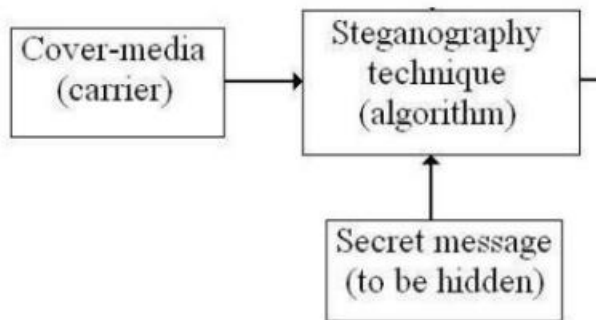 Cover-media
(carrier)
Steganography
technique
(algorithm)
Secret message
(to be hidden)